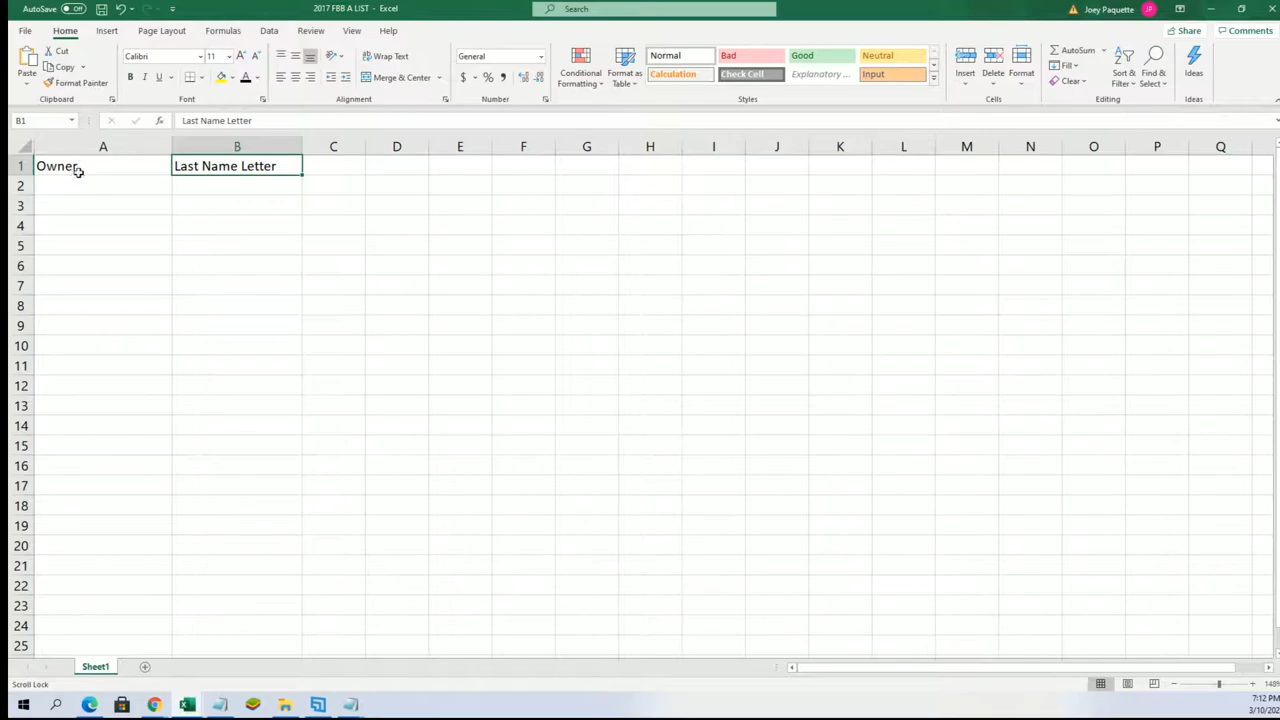 AutoSave Off 2017 FBB A LIST - Excel Search Joey Paquette JP
File Home Insert Page Layout Formulas Data Review View Help Share Comments
Paste Cut Copy Format Painter Clipboard
Calibri 11 A A B I U A Font
Wrap Text Merge & Center Alignment
General $ % , Number
Conditional Formatting Format as Table
Normal Bad Good Neutral
Calculation Check Cell Explanatory ... Input
Styles
Insert Delete Format Cells
AutoSum Fill Clear Sort & Filter Find & Select Editing
Ideas Ideas
B1 fx Last Name Letter
A B C D E F G H I J K L M N O P Q
1 Owner Last Name Letter
2
3
4
5
6
7
8
9
10
11
12
13
14
15
16
17
18
19
20
21
22
23
24
25
Sheet1
Scroll Lock 148%
7:12 PM
3/10/202